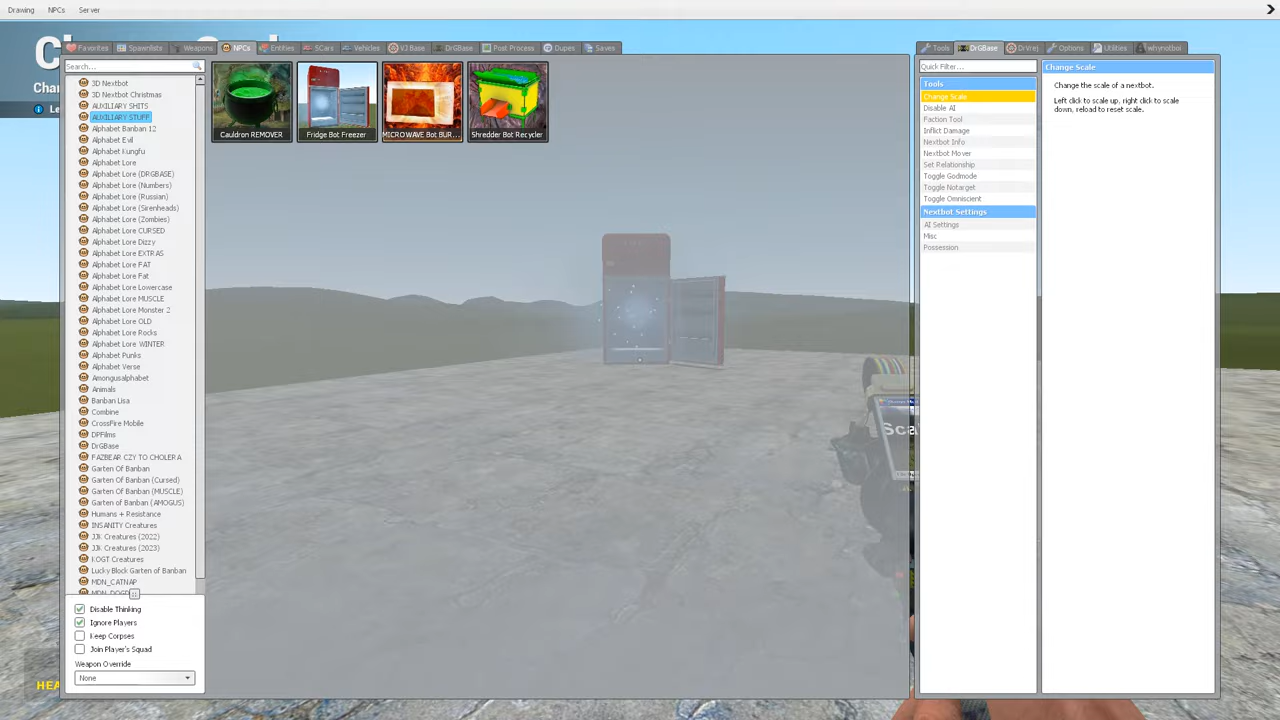 Drawing NPCs Server
Favorites Spawnlists Weapons NPCs Entities SCars Vehicles VJ Base DrGBase Post Process Dupes Saves
Search...
3D Nextbot
3D Nextbot Christmas
AUXILIARY SHITS
AUXILIARY STUFF
Alphabet Banban 12
Alphabet Evil
Alphabet Kungfu
Alphabet Lore
Alphabet Lore (DRGBASE)
Alphabet Lore (Numbers)
Alphabet Lore (Russian)
Alphabet Lore (Sirenheads)
Alphabet Lore (Zombies)
Alphabet Lore CURSED
Alphabet Lore Dizzy
Alphabet Lore EXTRAS
Alphabet Lore FAT
Alphabet Lore Fat
Alphabet Lore Lowercase
Alphabet Lore MUSCLE
Alphabet Lore Monster 2
Alphabet Lore OLD
Alphabet Lore Rocks
Alphabet Lore WINTER
Alphabet Punks
Alphabet Verse
Amongusalphabet
Animals
Banban Lisa
Combine
CrossFire Mobile
DPFilms
DrGBase
FAZBEAR CZY TO CHOLERA
Garten Of Banban
Garten Of Banban (Cursed)
Garten Of Banban (MUSCLE)
Garten of Banban (AMOGUS)
Humans + Resistance
INSANITY Creatures
JJK Creatures (2022)
JJK Creatures (2023)
KOGT Creatures
Lucky Block Garten of Banban
MDN_CATNAP
Disable Thinking
Ignore Players
Keep Corpses
Join Player's Squad
Weapon Override
None
Cauldron REMOVER
Fridge Bot Freezer
MICROWAVE Bot BUR...
Shredder Bot Recycler
Tools DrGBase DrVrej Options Utilities whynotboi
Quick Filter...
Tools
Change Scale
Disable AI
Faction Tool
Inflict Damage
Nextbot Info
Nextbot Mover
Set Relationship
Toggle Godmode
Toggle Notarget
Toggle Omniscient
Nextbot Settings
AI Settings
Misc
Possession
Change Scale
Change the scale of a nextbot.
Left click to scale up, right click to scale
down, reload to reset scale.